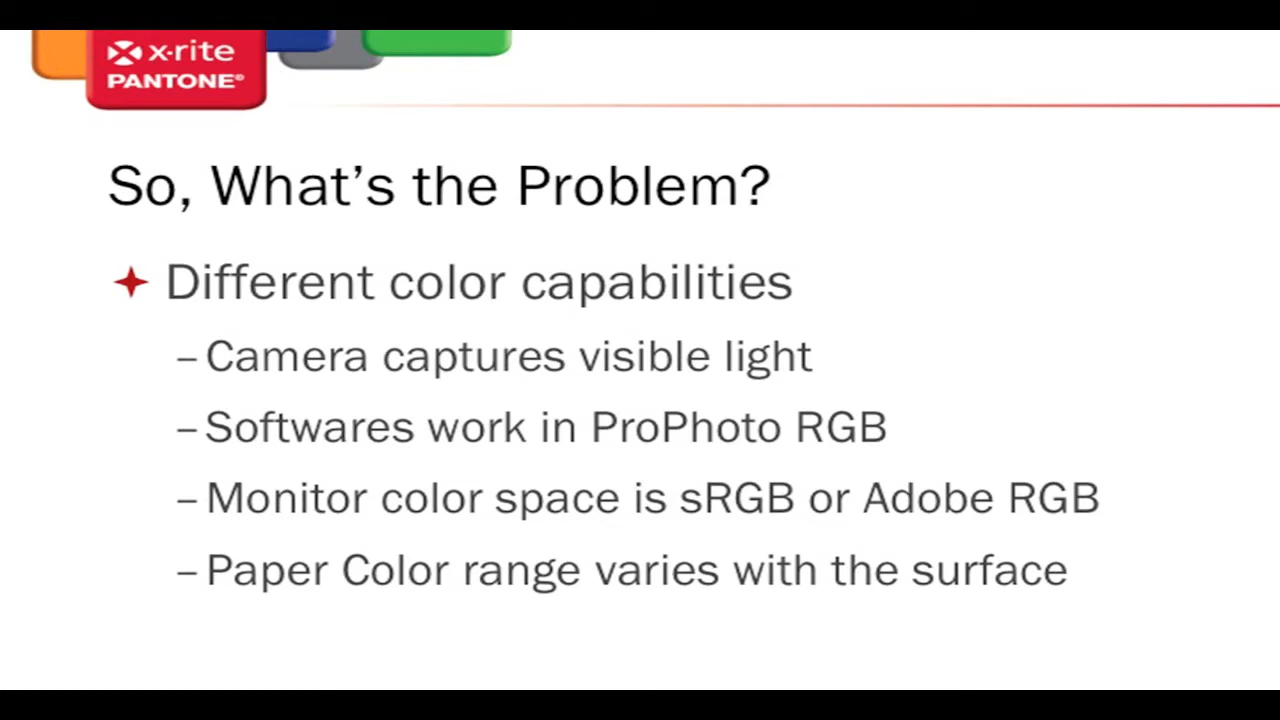 x-rite
PANTONE®
So, What's the Problem?
Different color capabilities
– Camera captures visible light
– Softwares work in ProPhoto RGB
– Monitor color space is sRGB or Adobe RGB
– Paper Color range varies with the surface